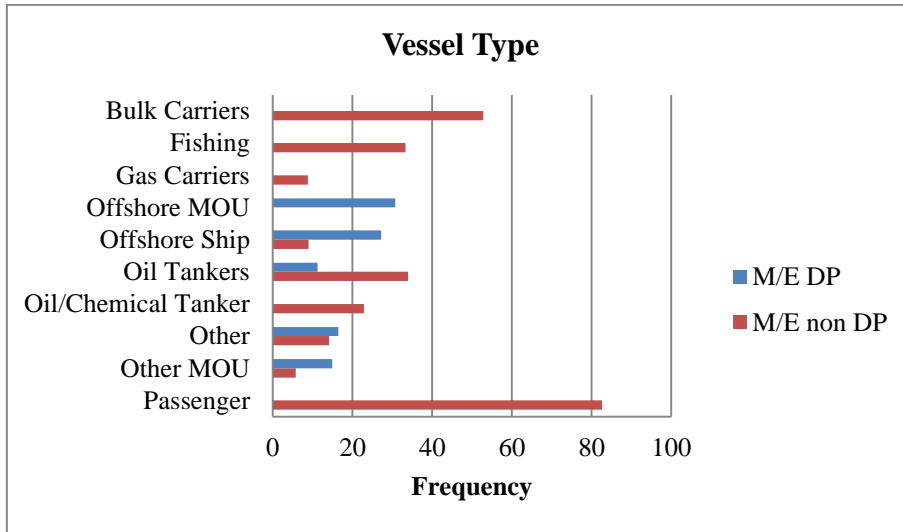 Vessel Type
Bulk Carriers
Fishing
Gas Carriers
Offshore MOU
Offshore Ship
Oil Tankers
Oil/Chemical Tanker
Other
Other MOU
Passenger
M/E DP
M/E non DP
0 20 40 60 80 100
Frequency